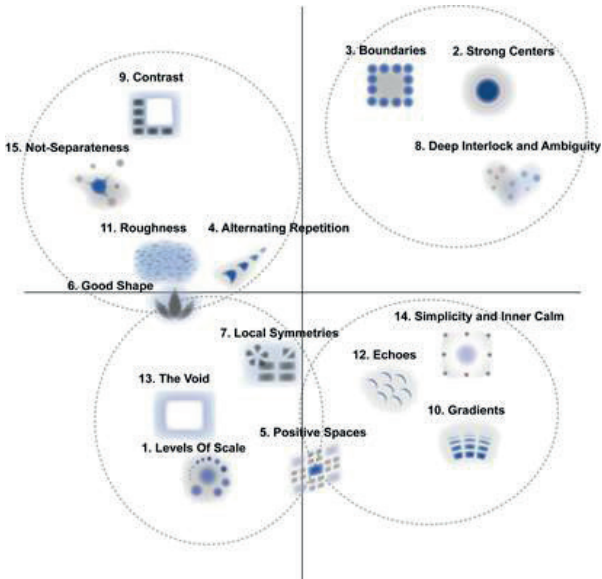 3. Boundaries
2. Strong Centers
9. Contrast
8. Deep Interlock and Ambiguity
15. Not-Separateness
11. Roughness
4. Alternating Repetition
6. Good Shape
14. Simplicity and Inner Calm
7. Local Symmetries
12. Echoes
13. The Void
10. Gradients
5. Positive Spaces
1. Levels Of Scale